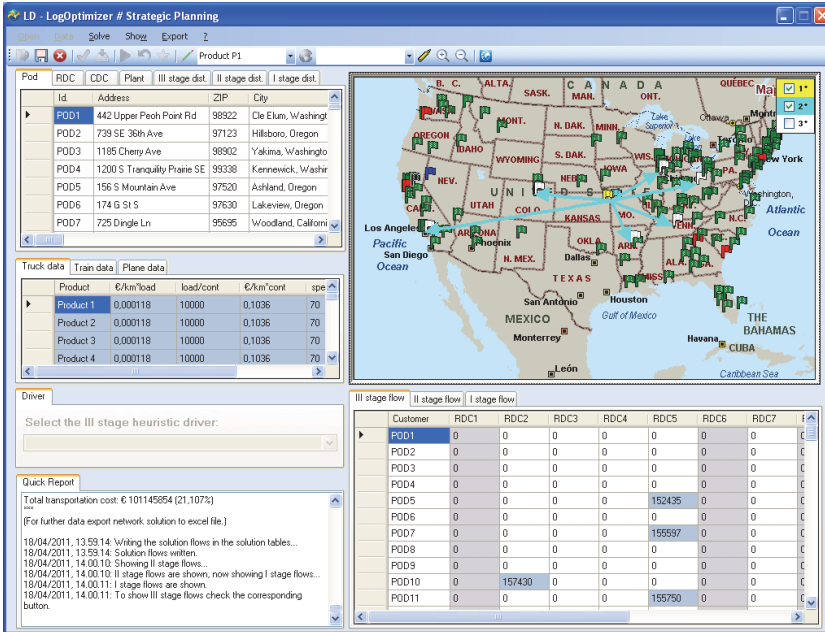 LD - LogOptimizer # Strategic Planning
Open Data Solve Show Export ?
Product P1
Pod RDC CDC Plant III stage dist. II stage dist. I stage dist.
Id. Address ZIP City
POD1 442 Upper Peoh Point Rd 98922 Cle Elum, Washingt
POD2 739 SE 36th Ave 97123 Hillsboro, Oregon
POD3 1185 Cherry Ave 98902 Yakima, Washingto
POD4 1200 S Tranquility Prairie SE 99338 Kennewick, Washin
POD5 156 S Mountain Ave 97520 Ashland, Oregon
POD6 174 G St S 97630 Lakeview, Oregon
POD7 725 Dingle Ln 95695 Woodland, Californi
Truck data Train data Plane data
Product €/km*load load/cont €/km*cont spe
Product 1 0,000118 10000 0,1036 70
Product 2 0,000118 10000 0,1036 70
Product 3 0,000118 10000 0,1036 70
Product 4 0,000118 10000 0,1036 70
Driver
Select the III stage heuristic driver:
Quick Report
Total transportation cost: € 101145854 (21,107%)
****
(For further data export network solution to excel file.)
18/04/2011, 13.59.14: Writing the solution flows in the solution tables...
18/04/2011, 13.59.14: Solution flows written.
18/04/2011, 14.00.10: Showing II stage flows...
18/04/2011, 14.00.10: II stage flows are shown, now showing I stage flows...
18/04/2011, 14.00.11: I stage flows are shown.
18/04/2011, 14.00.11: To show III stage flows check the corresponding
button.
B. C. ALTA. SASK. CANADA MAN. ONT. QUÉBEC
1*
2*
3*
Ottawa Montr
Lake Superior
MONT. N. DAK. MINN.
Toronto
OREGON IDAHO
WYOMING S. DAK. WIS.
New York
NEV. NEB IOWA PA.
UNITED S
Washington,
UTAH COLO. KANSAS MO.
Atlantic
Ocean
CA
Los Angeles
ARIZONA
Phoenix
OKLA. ARK. TENN. N.C.
Pacific
Ocean
San Diego
N. MEX.
Dallas
MISS ALA.
TEXAS
San Antonio
Houston
MEXICO
Gulf of Mexico
THE
BAHAMAS
Monterrey
Havana
CUBA
León
Caribbean Sea
III stage flow II stage flow I stage flow
Customer RDC1 RDC2 RDC3 RDC4 RDC5 RDC6 RDC7
POD1 0 0 0 0 0 0 0
POD2 0 0 0 0 0 0 0
POD3 0 0 0 0 0 0 0
POD4 0 0 0 0 0 0 0
POD5 0 0 0 0 152435 0 0
POD6 0 0 0 0 0 0 0
POD7 0 0 0 0 155597 0 0
POD8 0 0 0 0 0 0 0
POD9 0 0 0 0 0 0 0
POD10 0 157430 0 0 0 0 0
POD11 0 0 0 0 155750 0 0